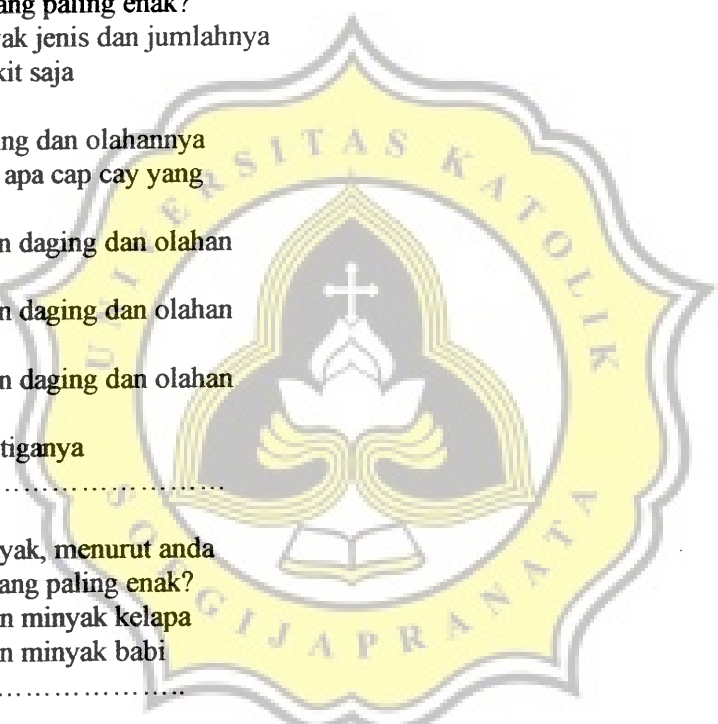 ang paling enak?
ak jenis dan jumlahnya
kit saja
ng dan olahannya
apa cap cay yang
n daging dan olahan
n daging dan olahan
n daging dan olahan
tiganya
........................
yak, menurut anda
ang paling enak?
n minyak kelapa
n minyak babi
....................
UNIVERSITAS KATOLIK
SOEGIJAPRANATA